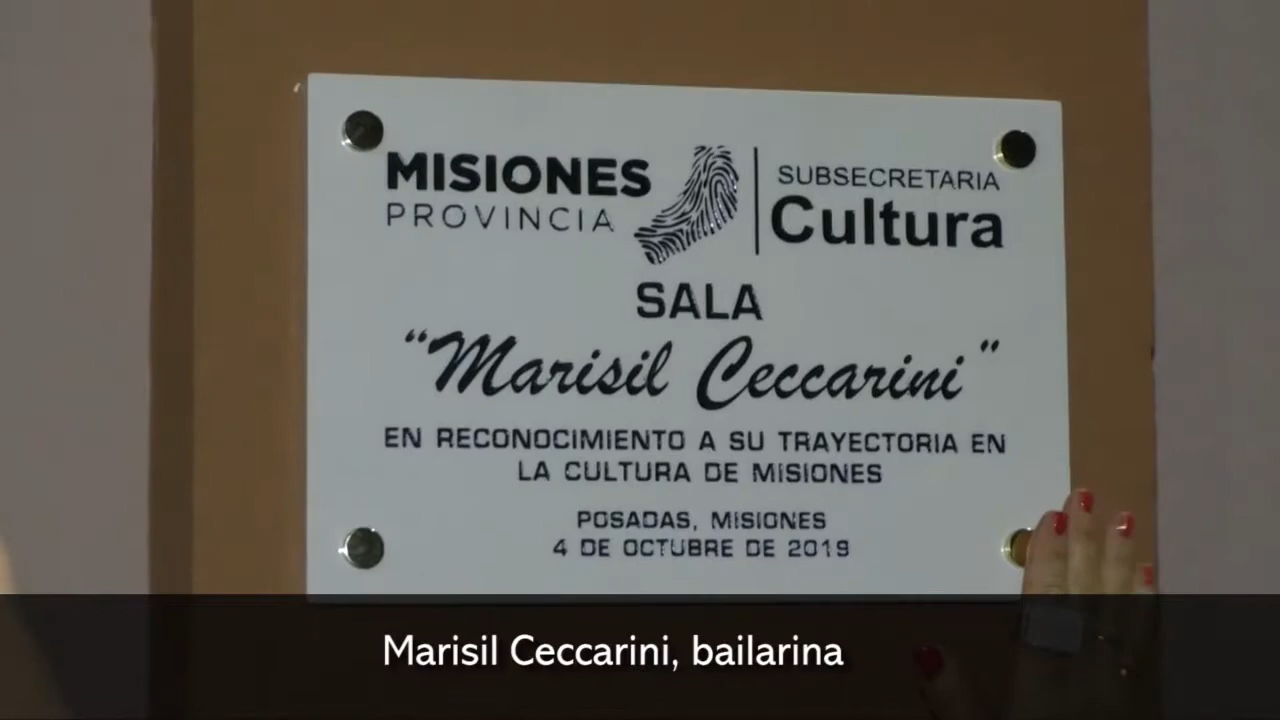 MISIONES
PROVINCIA
SUBSECRETARIA
Cultura
SALA
"Marisil Ceccarini"
EN RECONOCIMIENTO A SU TRAYECTORIA EN
LA CULTURA DE MISIONES
POSADAS, MISIONES
4 DE OCTUBRE DE 2019
Marisil Ceccarini, bailarina